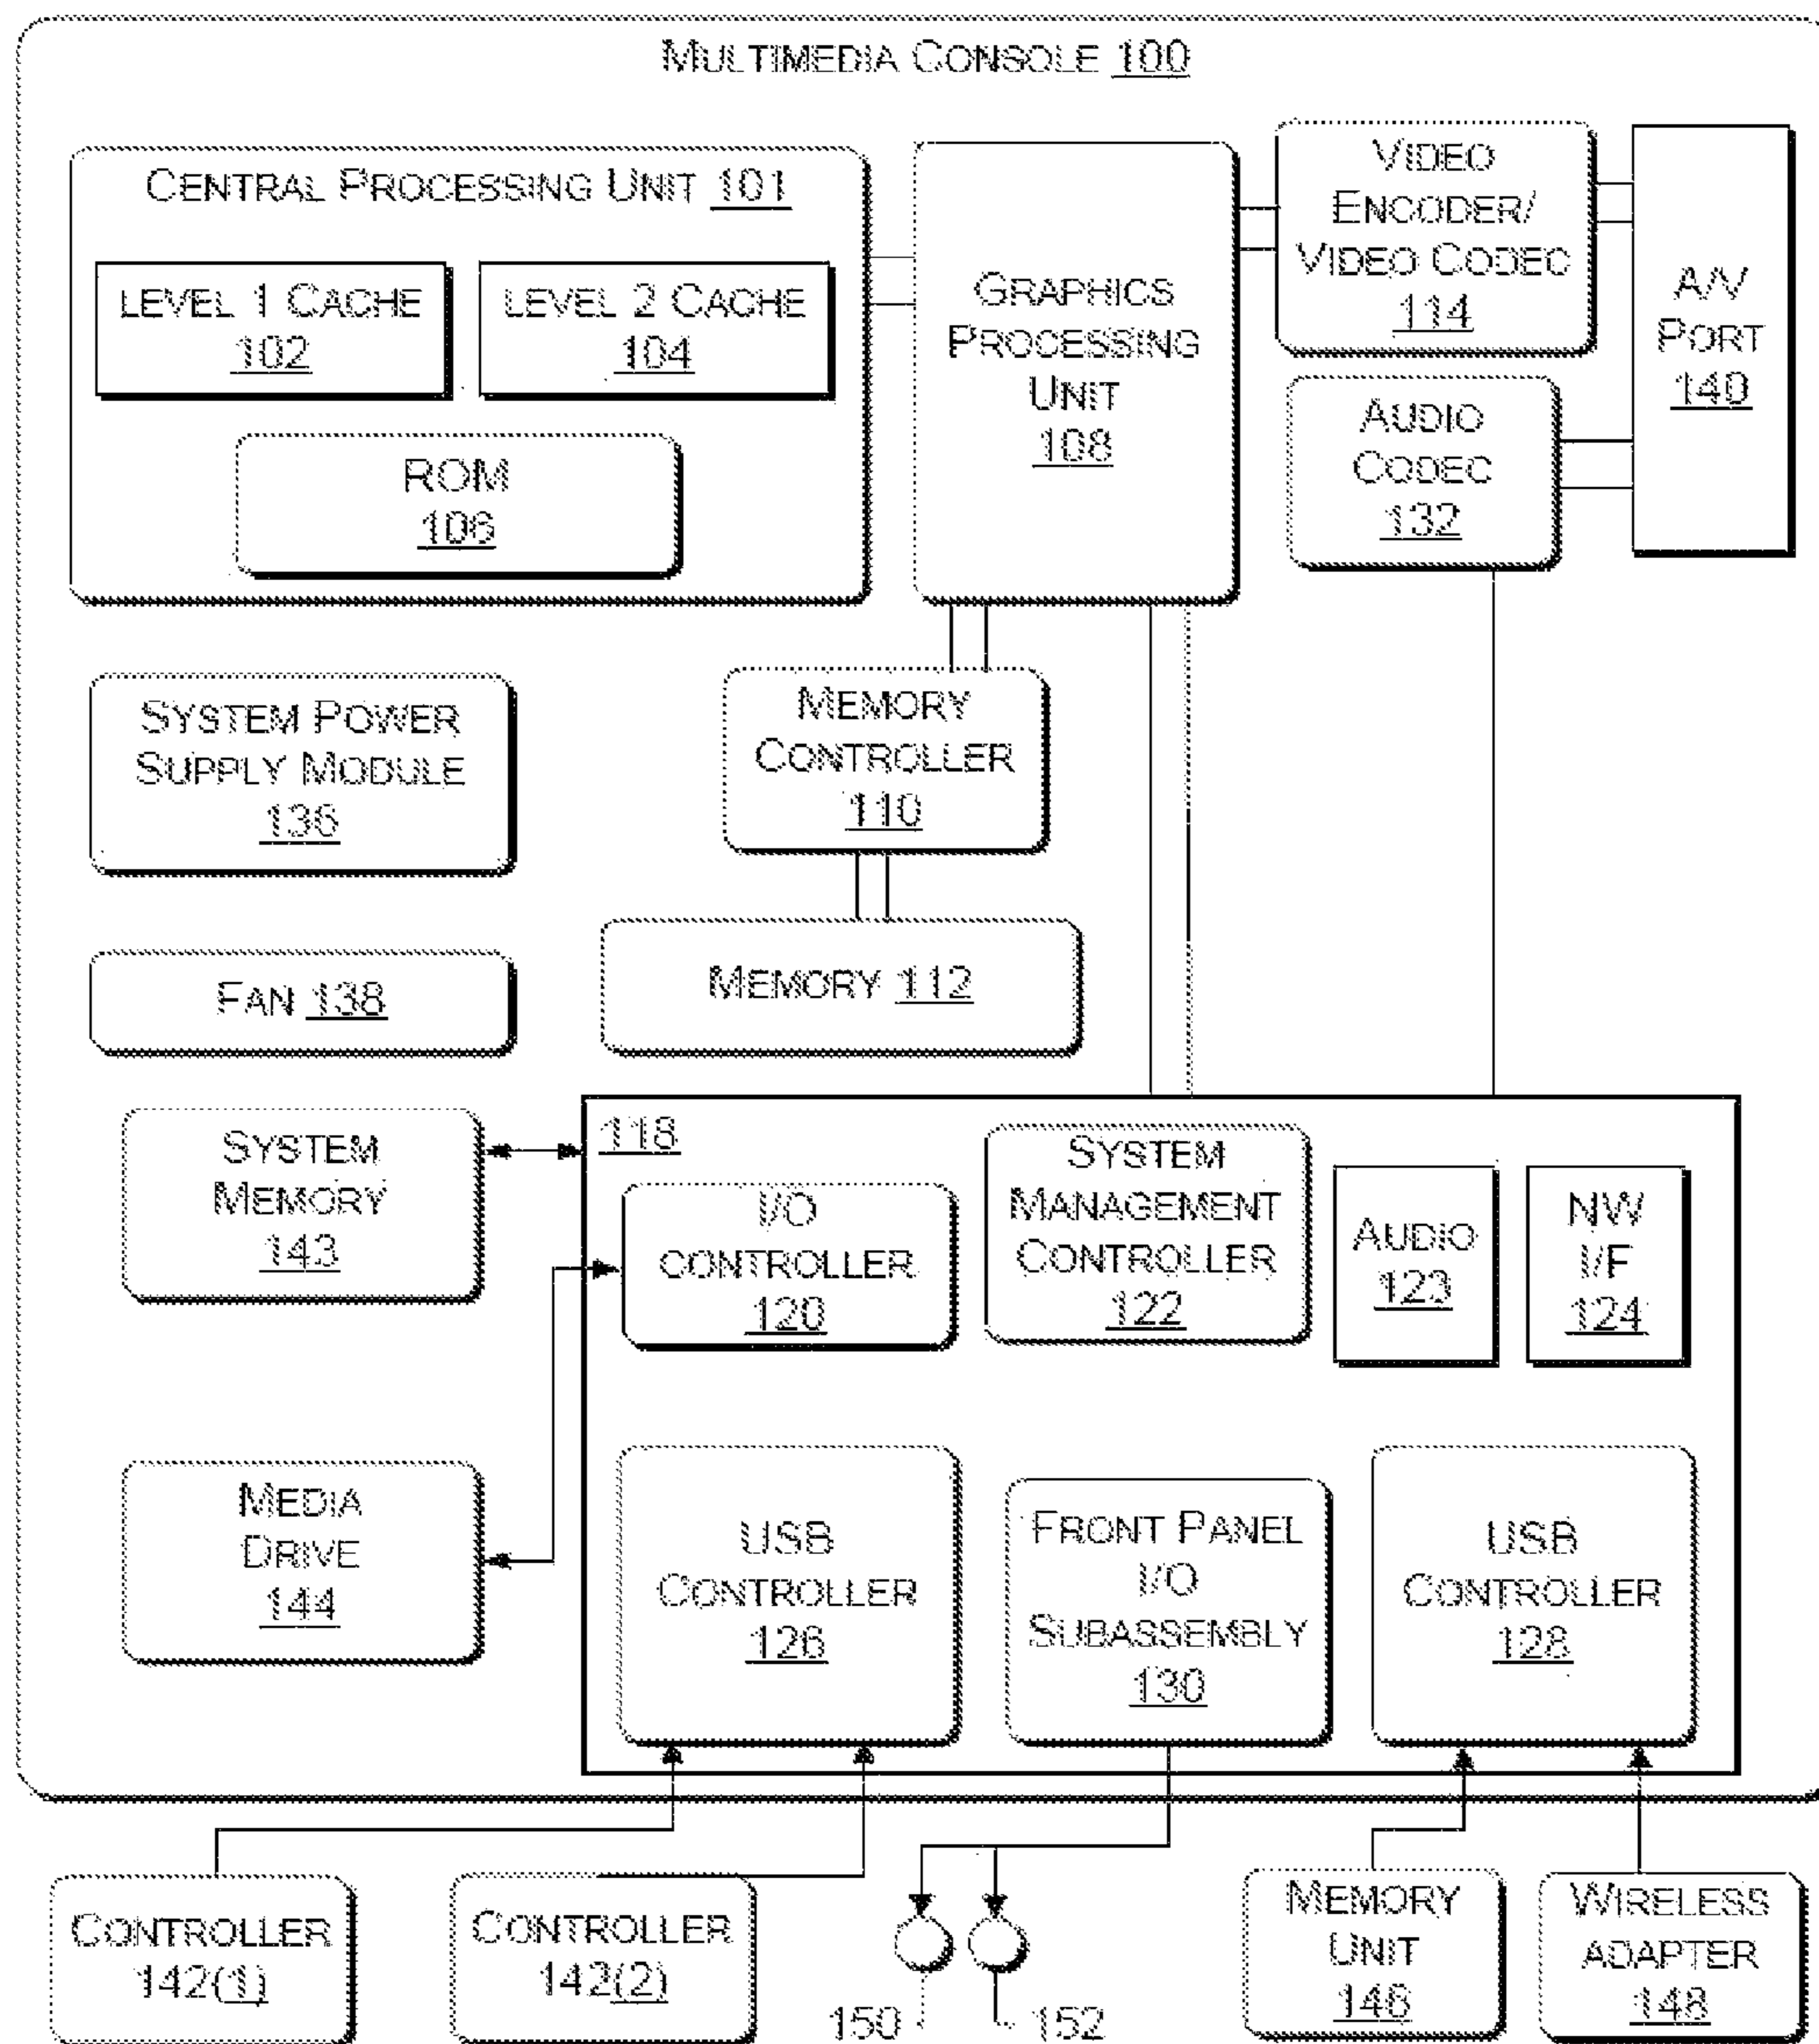 MULTIMEDIA CONSOLE 100
CENTRAL PROCESSING UNIT 101
LEVEL 1 CACHE
102
LEVEL 2 CACHE
104
ROM
106
GRAPHICS
PROCESSING
UNIT
108
VIDEO
ENCODER/
VIDEO CODEC
114
AUDIO
CODEC
132
A/V
PORT
140
SYSTEM POWER
SUPPLY MODULE
136
MEMORY
CONTROLLER
110
FAN 138
MEMORY 112
SYSTEM
MEMORY
143
118
I/O
CONTROLLER
120
SYSTEM
MANAGEMENT
CONTROLLER
122
AUDIO
123
NW
I/F
124
MEDIA
DRIVE
144
USB
CONTROLLER
126
FRONT PANEL
I/O
SUBASSEMBLY
130
USB
CONTROLLER
128
CONTROLLER
142(1)
CONTROLLER
142(2)
150
152
MEMORY
UNIT
146
WIRELESS
ADAPTER
148